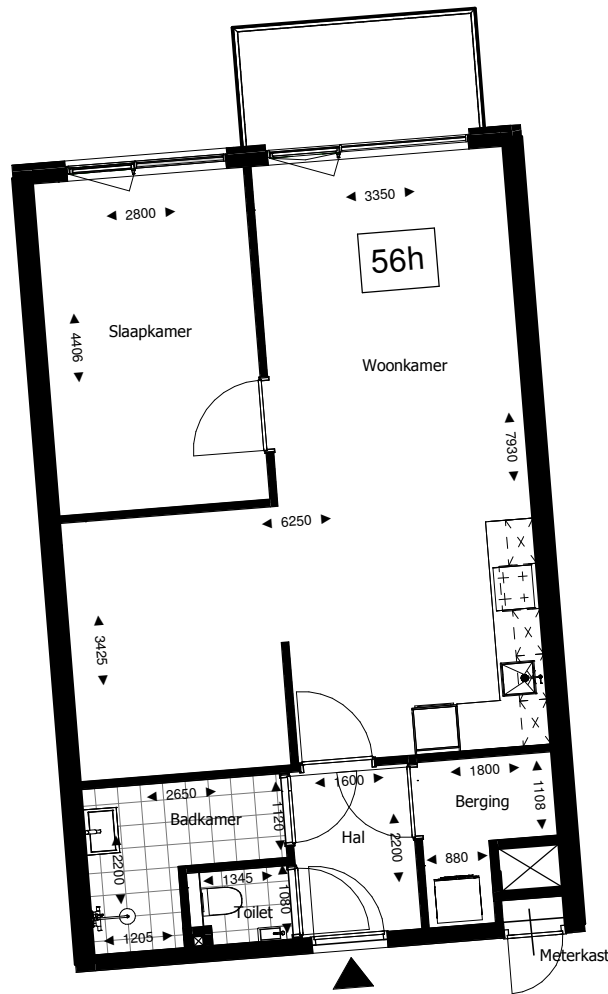 2800
3350
56h
4406
Slaapkamer
Woonkamer
7930
6250
3425
2650
1120
1600
1800
1108
Badkamer
Berging
Hal
2200
2200
880
1345
1080
Toilet
1205
Meterkast